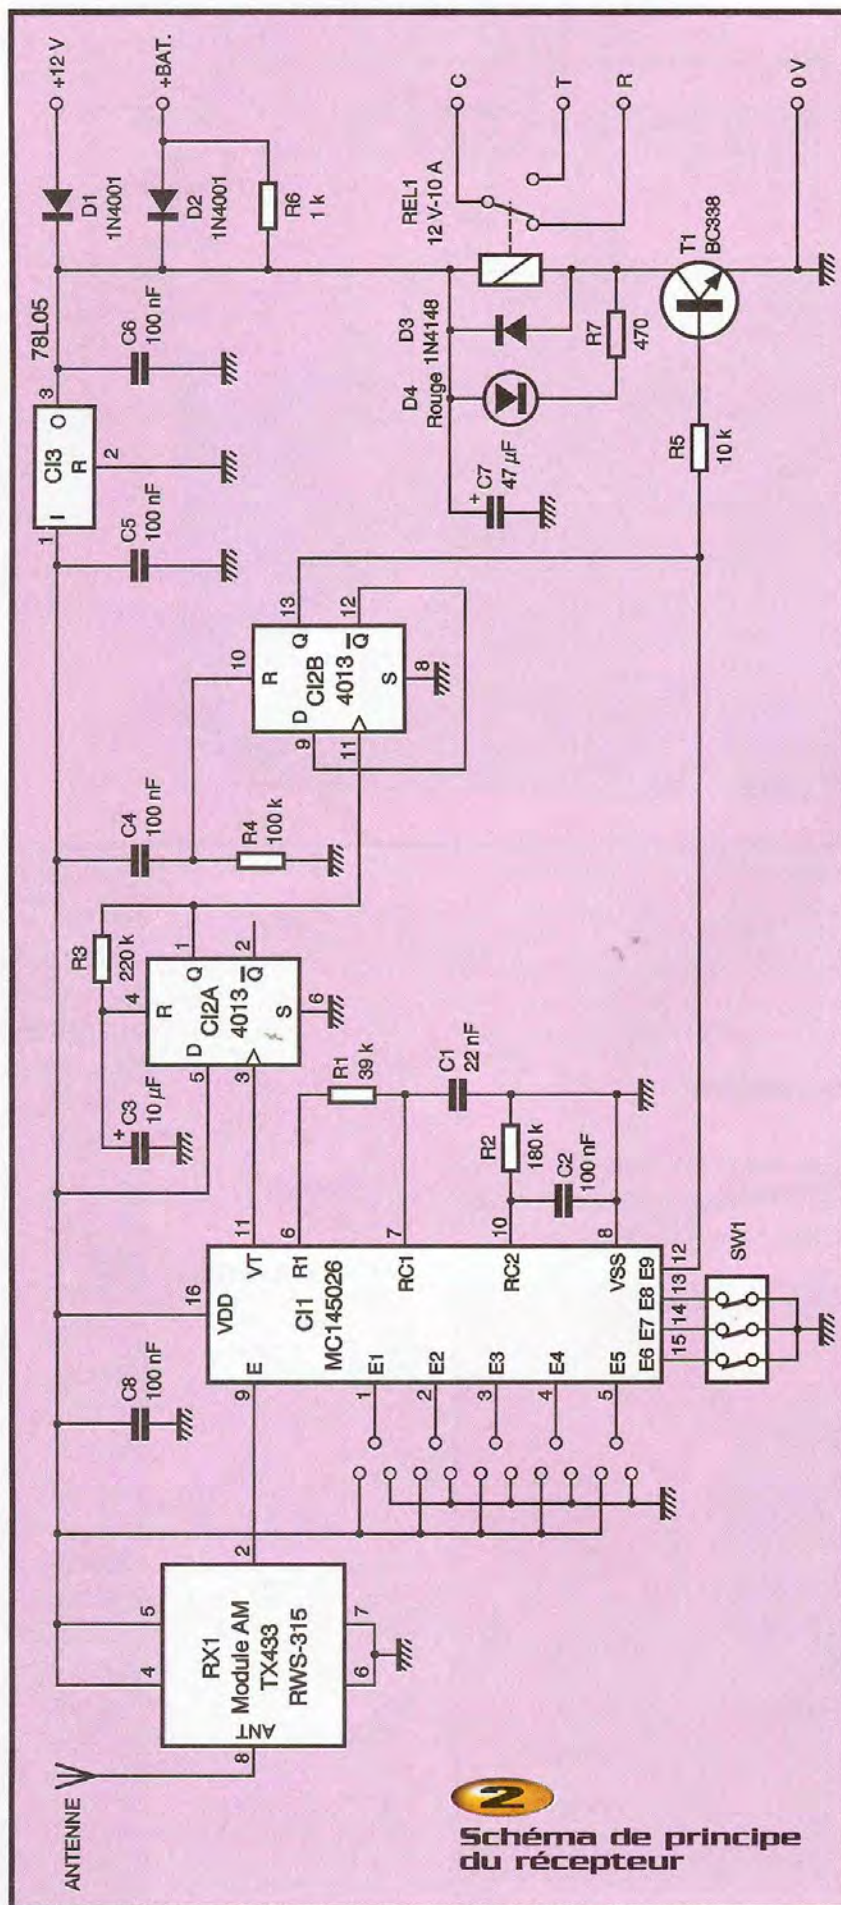 ANTENNE
8
ANT
RX1
Module AM
TX433
RWS-315
4
5
6
7
2
C8
100 nF
9
E
16
VDD
CI1
MC145026
VT
11
R1
6
RC1
7
RC2
10
VSS
8
E1
1
E2
2
E3
3
E4
4
E5
5
E6
E7
E8
E9
15
14
13
12
SW1
R1
39 k
C1
22 nF
R2
180 k
C2
100 nF
+
C3
10 µF
R3
220 k
4
R
5
D
3
CI2A
4013
Q
1
Q
2
S
6
C4
100 nF
R4
100 k
10
R
9
D
11
CI2B
4013
Q
13
Q
12
S
8
1
I
CI3
R
O
3
2
78L05
C5
100 nF
C6
100 nF
D1
1N4001
+12 V
D2
1N4001
+BAT.
R6
1 k
REL1
12 V-10 A
C
T
R
+
C7
47 µF
D4
Rouge
D3
1N4148
R7
470
R5
10 k
T1
BC338
0 V
2
Schéma de principe
du récepteur